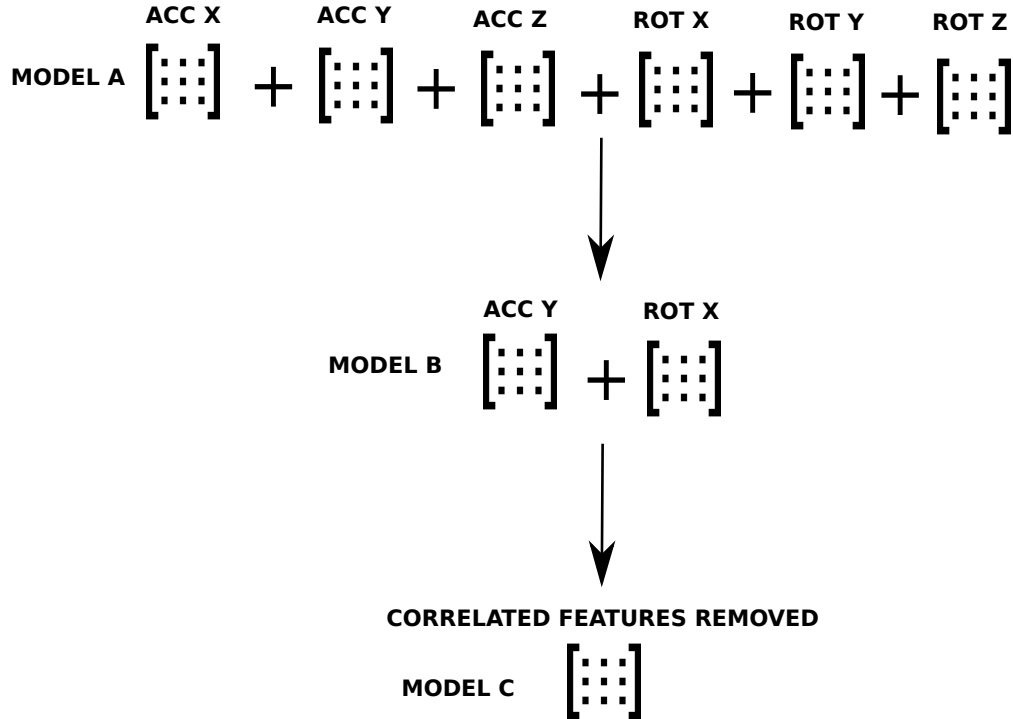 ACC X ACC Y ACC Z ROT X ROT Y ROT Z
MODEL A + + + + +
ACC Y ROT X
MODEL B +
CORRELATED FEATURES REMOVED
MODEL C